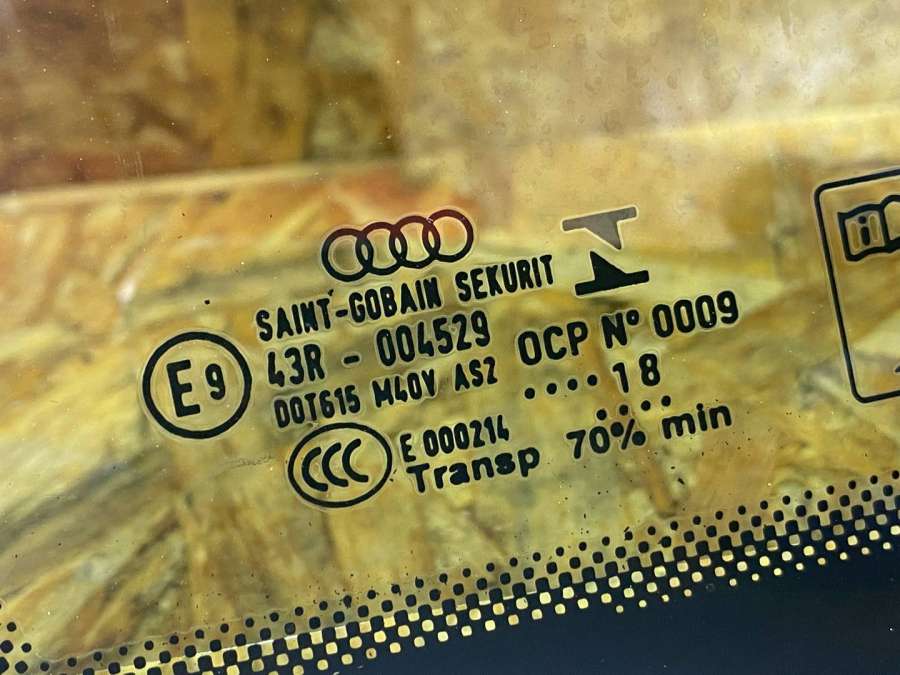 SAINT-GOBAIN SEKURIT
E9
43R - 004529
OCP N° 0009
DOT615 M40V AS2
....18
....
CCC
E 000214
Transp 70% min
i